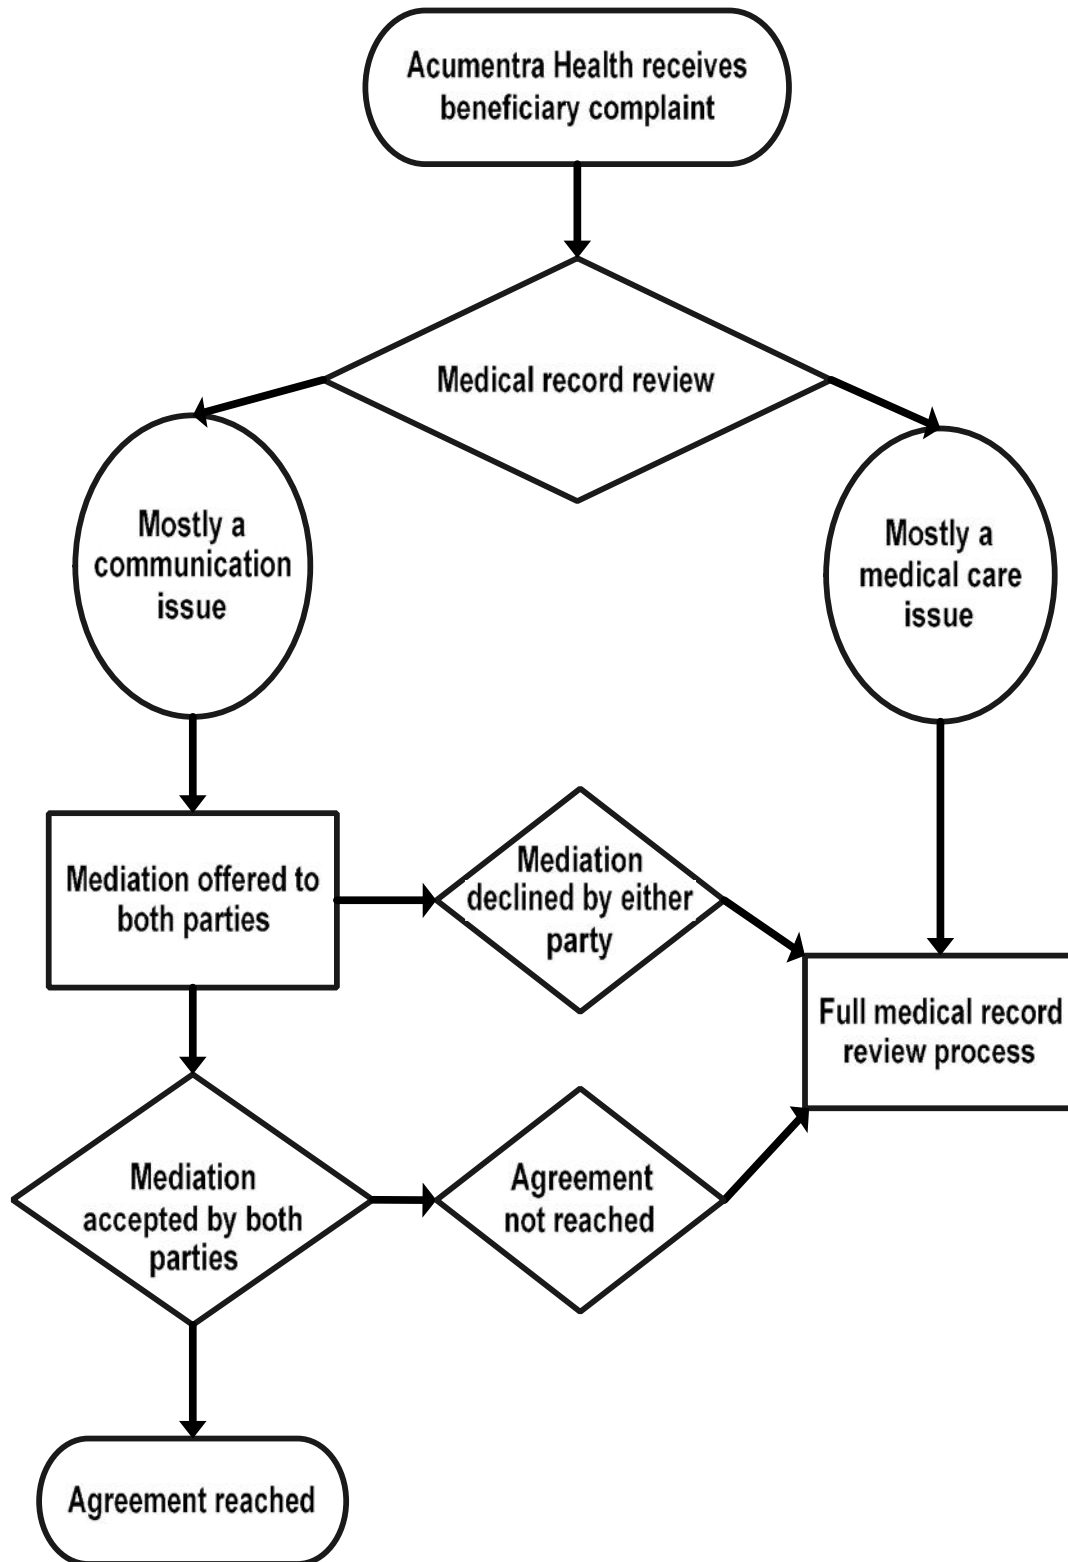 Acumentra Health receives
beneficiary complaint
Medical record review
Mostly a
communication
issue
Mostly a
medical care
issue
Mediation offered to
both parties
Mediation
declined by either
party
Full medical record
review process
Mediation
accepted by both
parties
Agreement
not reached
Agreement reached